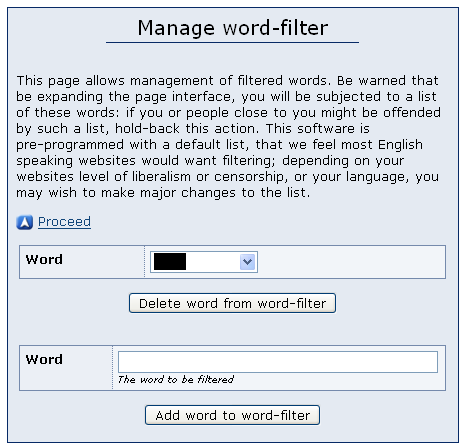 Manage word-filter
This page allows management of filtered words. Be warned that
be expanding the page interface, you will be subjected to a list
of these words: if you or people close to you might be offended
by such a list, hold-back this action. This software is
pre-programmed with a default list, that we feel most English
speaking websites would want filtering; depending on your
websites level of liberalism or censorship, or your language, you
may wish to make major changes to the list.
Proceed
Word
Delete word from word-filter
Word
The word to be filtered
Add word to word-filter